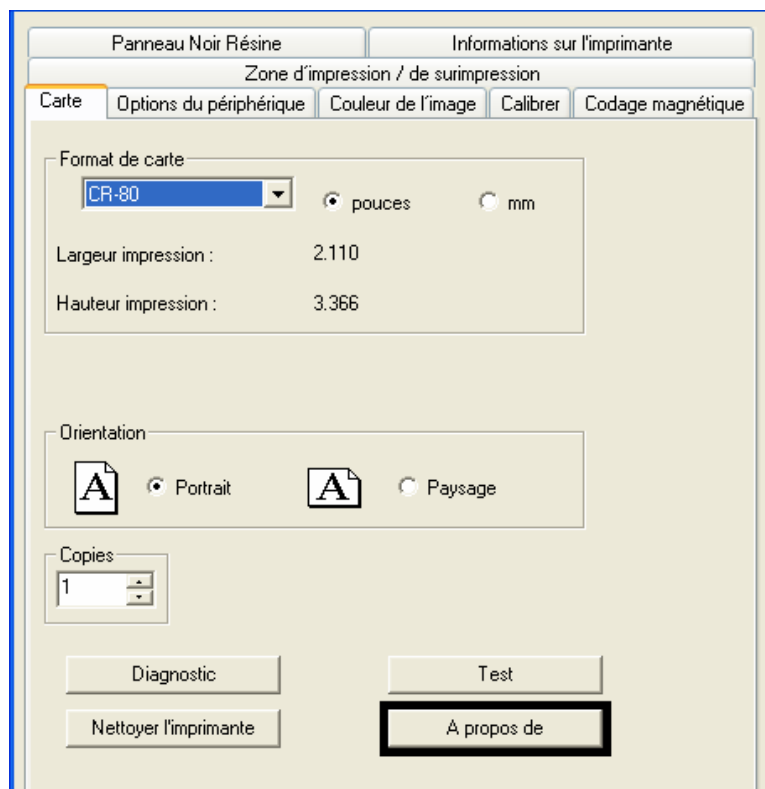 Panneau Noir Résine Informations sur l'imprimante
Zone d'impression / de surimpression
Carte Options du périphérique Couleur de l'image Calibrer Codage magnétique
Format de carte
CR-80 pouces mm
Largeur impression : 2.110
Hauteur impression : 3.366
Orientation
A Portrait A Paysage
Copies
1
Diagnostic Test
Nettoyer l'imprimante A propos de